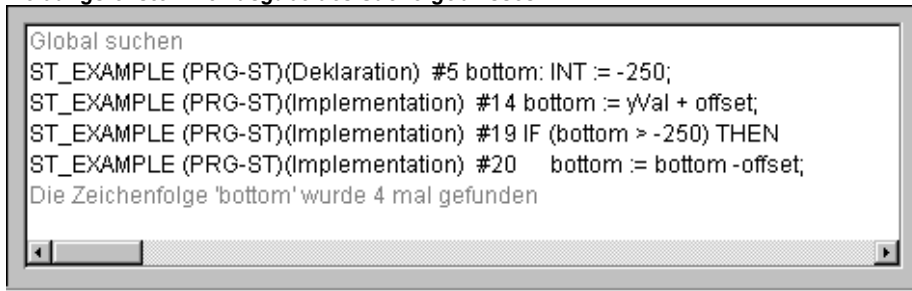 Global suchen
ST_EXAMPLE (PRG-ST)(Deklaration) #5 bottom: INT := -250;
ST_EXAMPLE (PRG-ST)(Implementation) #14 bottom := yVal + offset;
ST_EXAMPLE (PRG-ST)(Implementation) #19 IF (bottom > -250) THEN
ST_EXAMPLE (PRG-ST)(Implementation) #20     bottom := bottom -offset;
Die Zeichenfolge 'bottom' wurde 4 mal gefunden